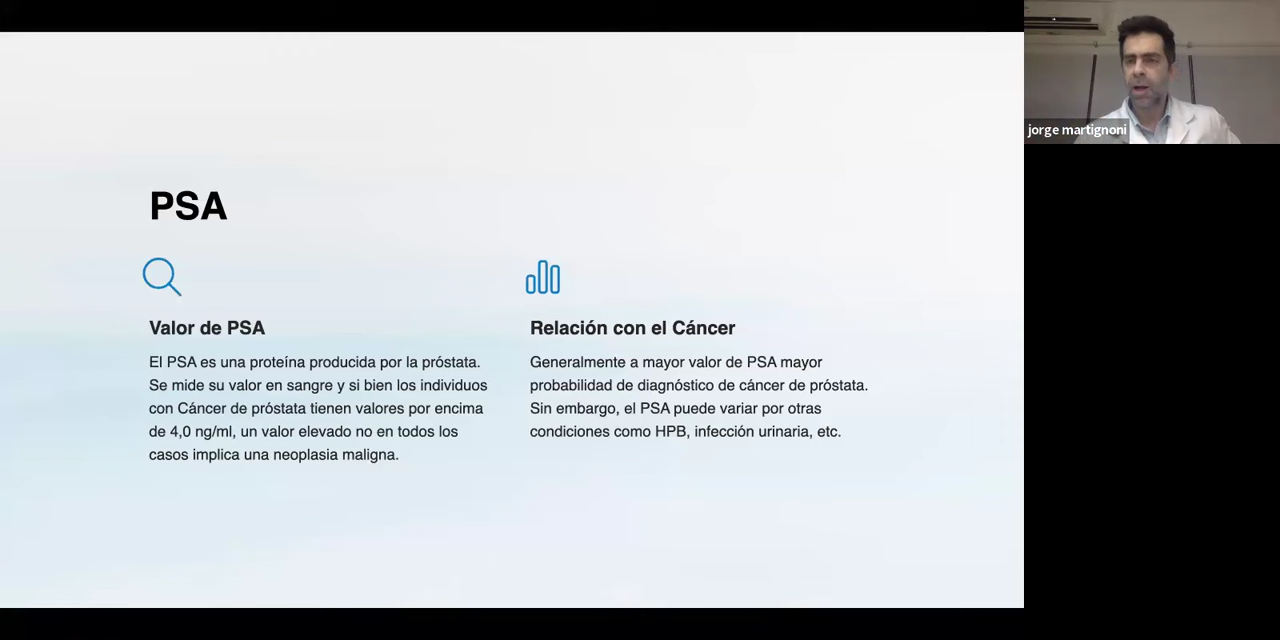 PSA
Valor de PSA
El PSA es una proteína producida por la próstata.
Se mide su valor en sangre y si bien los individuos
con Cáncer de próstata tienen valores por encima
de 4,0 ng/ml, un valor elevado no en todos los
casos implica una neoplasia maligna.
Relación con el Cáncer
Generalmente a mayor valor de PSA mayor
probabilidad de diagnóstico de cáncer de próstata.
Sin embargo, el PSA puede variar por otras
condiciones como HPB, infección urinaria, etc.
jorge martignoni